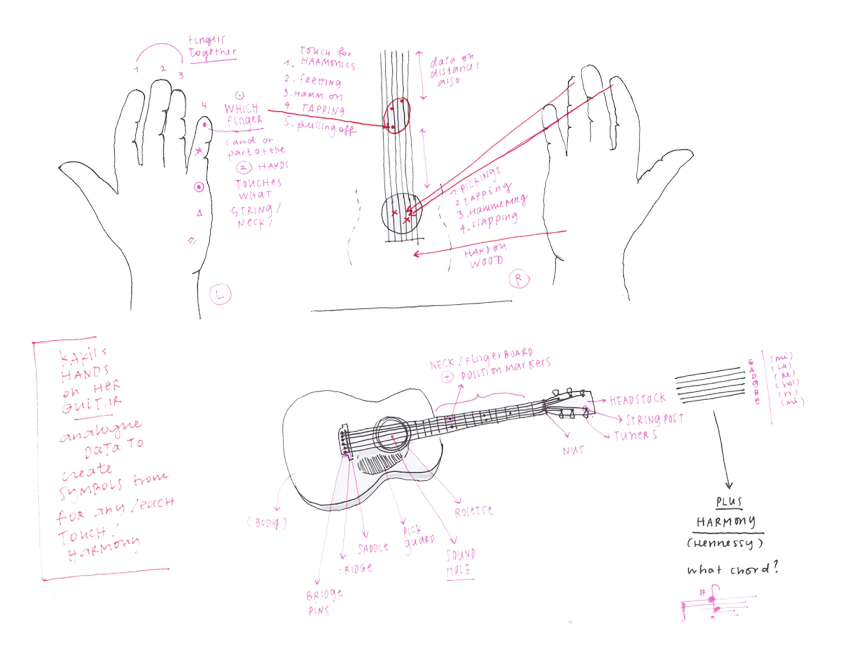 Fingers
Together
1 2 3
4
WHICH
Finger
(and or
part of the
② HANDS
TOUCHES
WHAT
STRING/
NECK/
L
TOUCH for
1. HARMONICS
2. fretting
3. HAMM on
4. TAPPING
5. pulling off
data on
distances
also
1 PICKINGS
2 TAPPING
3. HAMMERING
4. slapping
HAND ON
WOOD
R
KAKI's
HANDS
on HER
GUITAR
analogue
DATA TO
create
SYMBOLS from
FOR any/each
TOUCH/
HARMONY
NECK/FingerBOARD
+ POSITION MARKERS
HEADSTOCK
STRINGPOST
TUNERS
NUT
(BODY)
ROSETTE
PICK
GUARD
SOUND
HOLE
SADDLE
BRIDGE
BRIDGE
PINS
E (mi)
A (la)
D (re)
G (sol)
B (si)
E (mi)
PLUS
HARMONY
(Hennessy)
what chord?
#